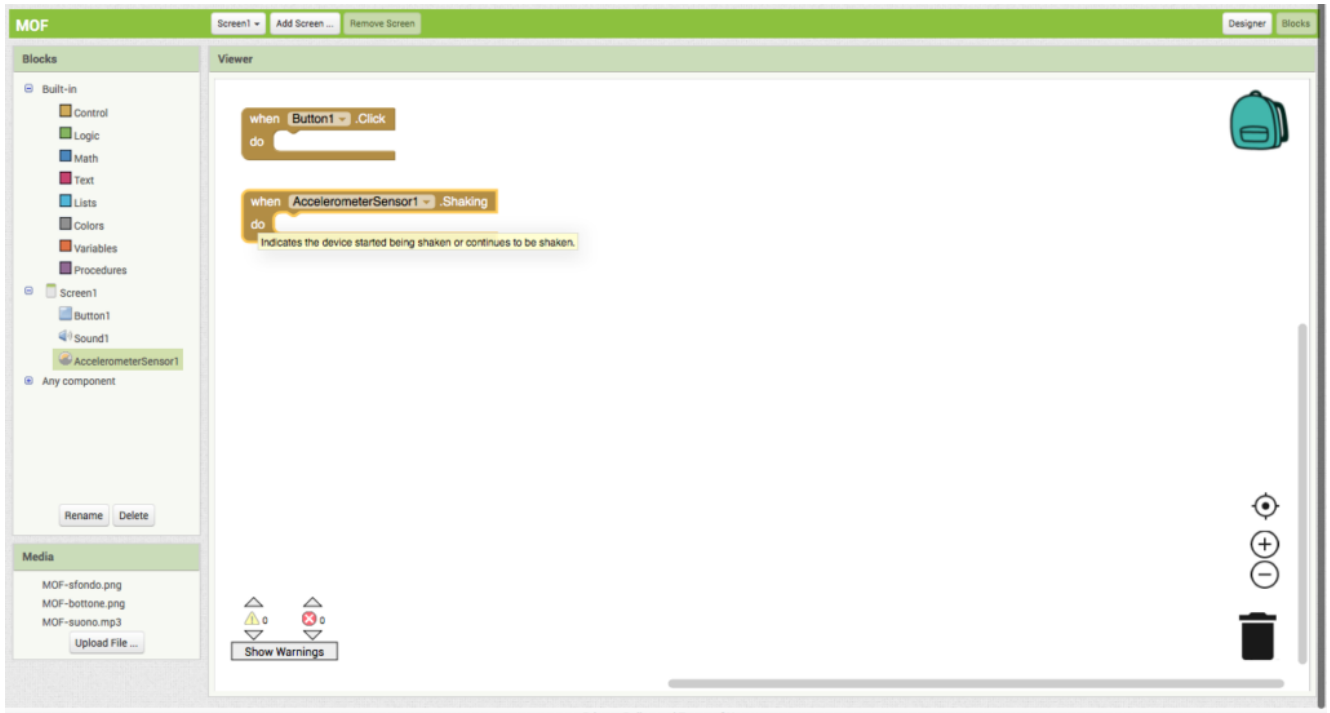 MOF
Screen1
Add Screen ...
Remove Screen
Designer
Blocks
Blocks
Built-in
Control
Logic
Math
Text
Lists
Colors
Variables
Procedures
Screen1
Button1
Sound1
AccelerometerSensor1
Any component
Rename
Delete
Media
MOF-sfondo.png
MOF-bottone.png
MOF-suono.mp3
Upload File ...
Viewer
when Button1 .Click
do
when AccelerometerSensor1 .Shaking
do
Indicates the device started being shaken or continues to be shaken.
0
0
Show Warnings